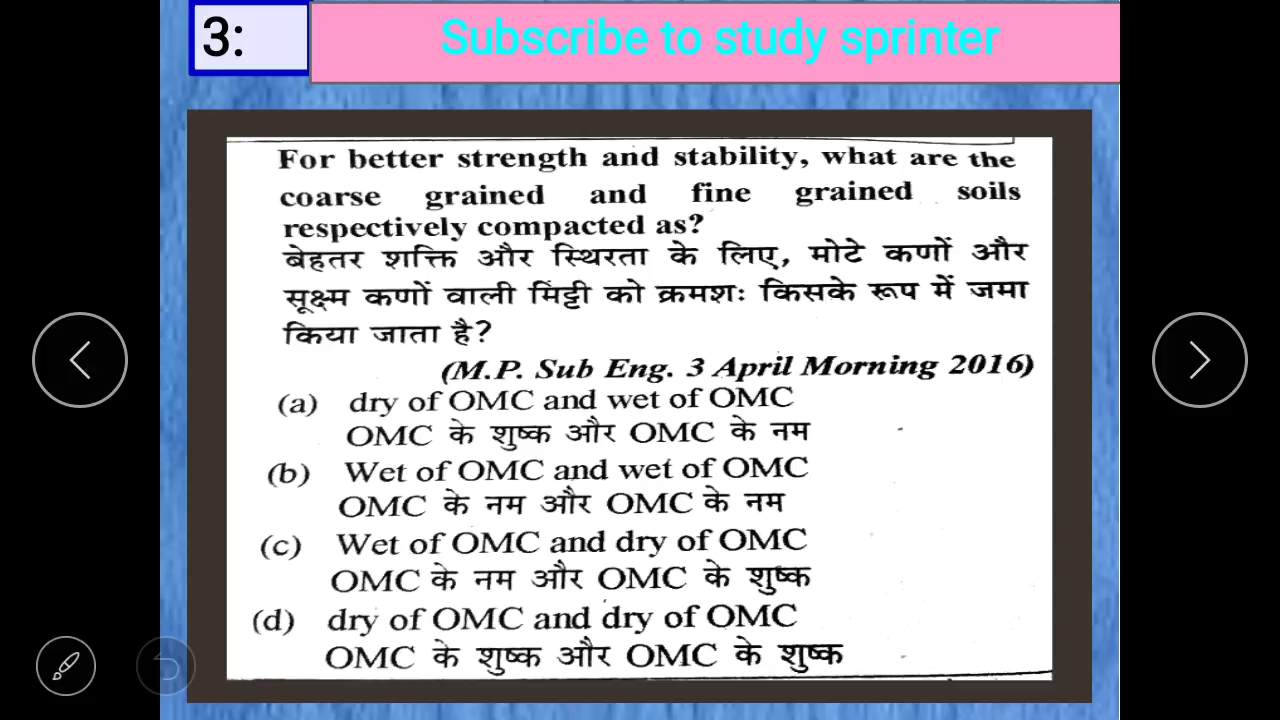 3:
Subscribe to study sprinter
For better strength and stability, what are the
coarse grained and fine grained soils
respectively compacted as?
बेहतर शक्ति और स्थिरता के लिए, मोटे कणों और
सूक्ष्म कणों वाली मिट्टी को क्रमशः किसके रूप में जमा
किया जाता है?
(M.P. Sub Eng. 3 April Morning 2016)
(a) dry of OMC and wet of OMC
OMC के शुष्क और OMC के नम
(b) Wet of OMC and wet of OMC
OMC के नम और OMC के नम
(c) Wet of OMC and dry of OMC
OMC के नम और OMC के शुष्क
(d) dry of OMC and dry of OMC
OMC के शुष्क और OMC के शुष्क